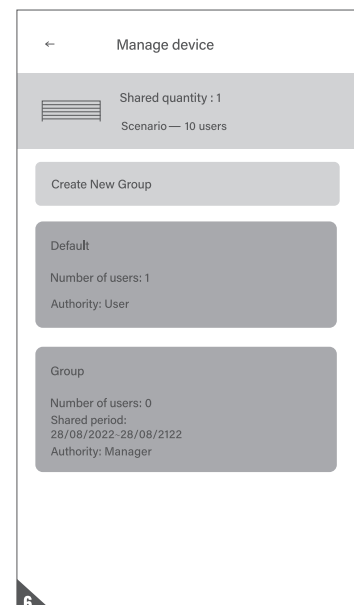 ← Manage device
Shared quantity : 1
Scenario — 10 users
Create New Group
Default
Number of users: 1
Authority: User
Group
Number of users: 0
Shared period:
28/08/2022~28/08/2122
Authority: Manager
6